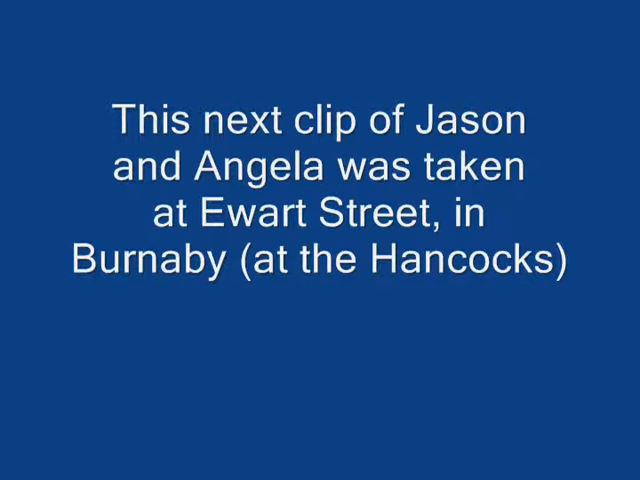 This next clip of Jason
and Angela was taken
at Ewart Street, in
Burnaby (at the Hancocks)